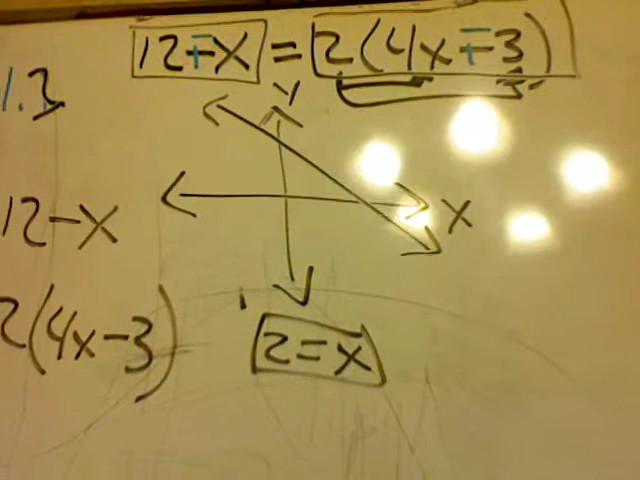 12-x = 2(4x-3)
1.3
y
x
12-x
2(4x-3)
2=x